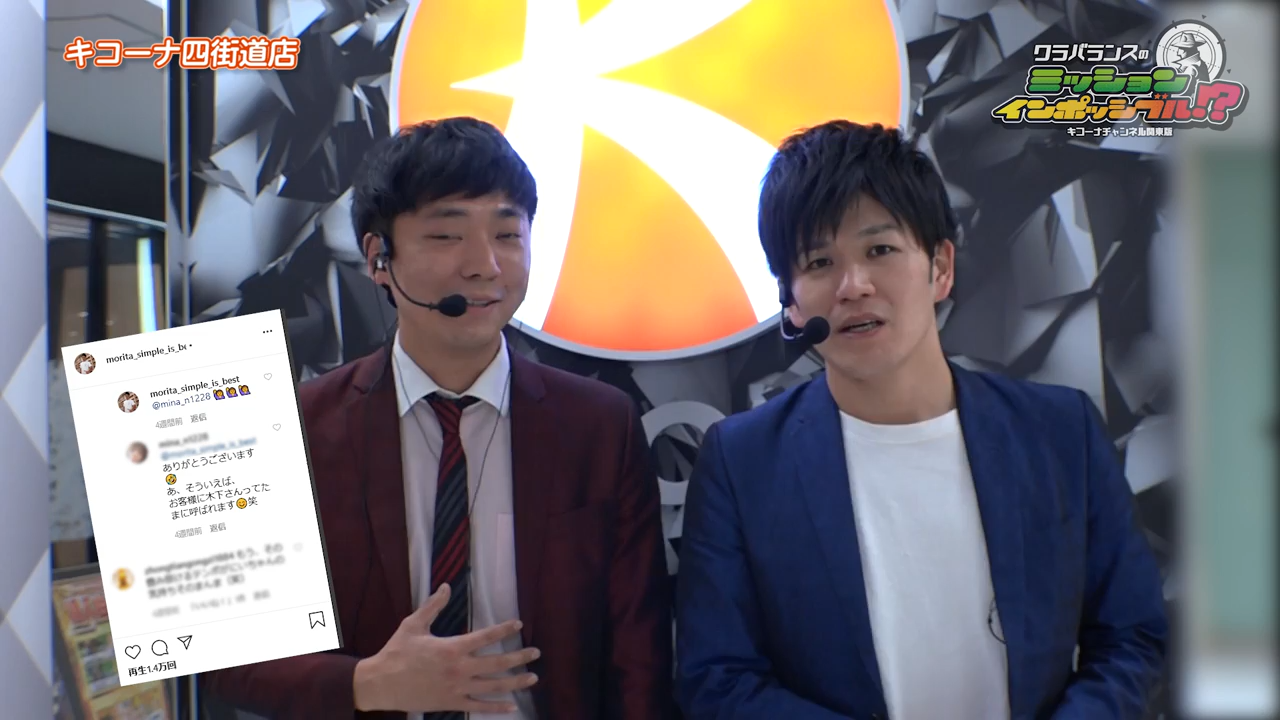 キコーナ四街道店
ワラバランスの
ミッション
インポッシブル!?
キコーナチャンネル関東版
morita_simple_is_be •
morita_simple_is_best
@mina_n1228 🙋‍♀️🙋‍♀️🙋‍♀️
4週間前 返信
mina_n1228
@morita_simple_is_best
ありがとうございます
🤣
あ、そういえば、
お客様に木下さんってた
まに呼ばれます😊笑
4週間前 返信
再生1.4万回